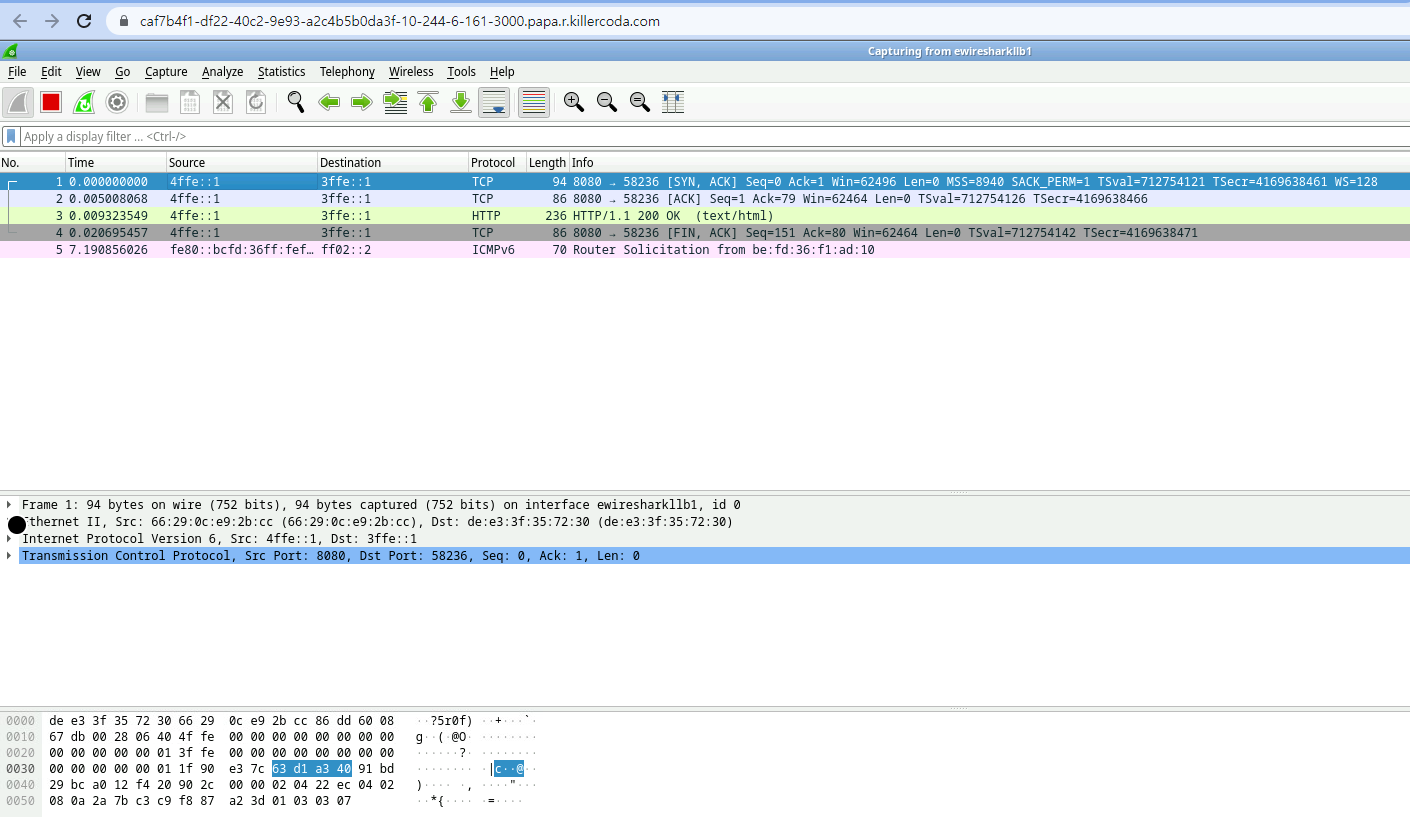 caf7b4f1-df22-40c2-9e93-a2c4b5b0da3f-10-244-6-161-3000.papa.r.killercoda.com
Capturing from ewiresharkllb1
File Edit View Go Capture Analyze Statistics Telephony Wireless Tools Help
Apply a display filter ... <Ctrl-/>
No. Time Source Destination Protocol Length Info
1 0.000000000 4ffe::1 3ffe::1 TCP 94 8080 → 58236 [SYN, ACK] Seq=0 Ack=1 Win=62496 Len=0 MSS=8940 SACK_PERM=1 TSval=712754121 TSecr=4169638461 WS=128
2 0.005008068 4ffe::1 3ffe::1 TCP 86 8080 → 58236 [ACK] Seq=1 Ack=79 Win=62464 Len=0 TSval=712754126 TSecr=4169638466
3 0.009323549 4ffe::1 3ffe::1 HTTP 236 HTTP/1.1 200 OK (text/html)
4 0.020695457 4ffe::1 3ffe::1 TCP 86 8080 → 58236 [FIN, ACK] Seq=151 Ack=80 Win=62464 Len=0 TSval=712754142 TSecr=4169638471
5 7.190856026 fe80::bcfd:36ff:fef… ff02::2 ICMPv6 70 Router Solicitation from be:fd:36:f1:ad:10
Frame 1: 94 bytes on wire (752 bits), 94 bytes captured (752 bits) on interface ewiresharkllb1, id 0
thernet II, Src: 66:29:0c:e9:2b:cc (66:29:0c:e9:2b:cc), Dst: de:e3:3f:35:72:30 (de:e3:3f:35:72:30)
Internet Protocol Version 6, Src: 4ffe::1, Dst: 3ffe::1
Transmission Control Protocol, Src Port: 8080, Dst Port: 58236, Seq: 0, Ack: 1, Len: 0
0000 de e3 3f 35 72 30 66 29 0c e9 2b cc 86 dd 60 08 ··?5r0f) ··+···`·
0010 67 db 00 28 06 40 4f fe 00 00 00 00 00 00 00 00 g··(·@O· ········
0020 00 00 00 00 00 01 3f fe 00 00 00 00 00 00 00 00 ······?· ········
0030 00 00 00 00 00 01 1f 90 e3 7c 63 d1 a3 40 91 bd ········ ·|c··@··
0040 29 bc a0 12 f4 20 90 2c 00 00 02 04 22 ec 04 02 )···· ·, ····"···
0050 08 0a 2a 7b c3 c9 f8 87 a2 3d 01 03 03 07 ··*{···· ·=····